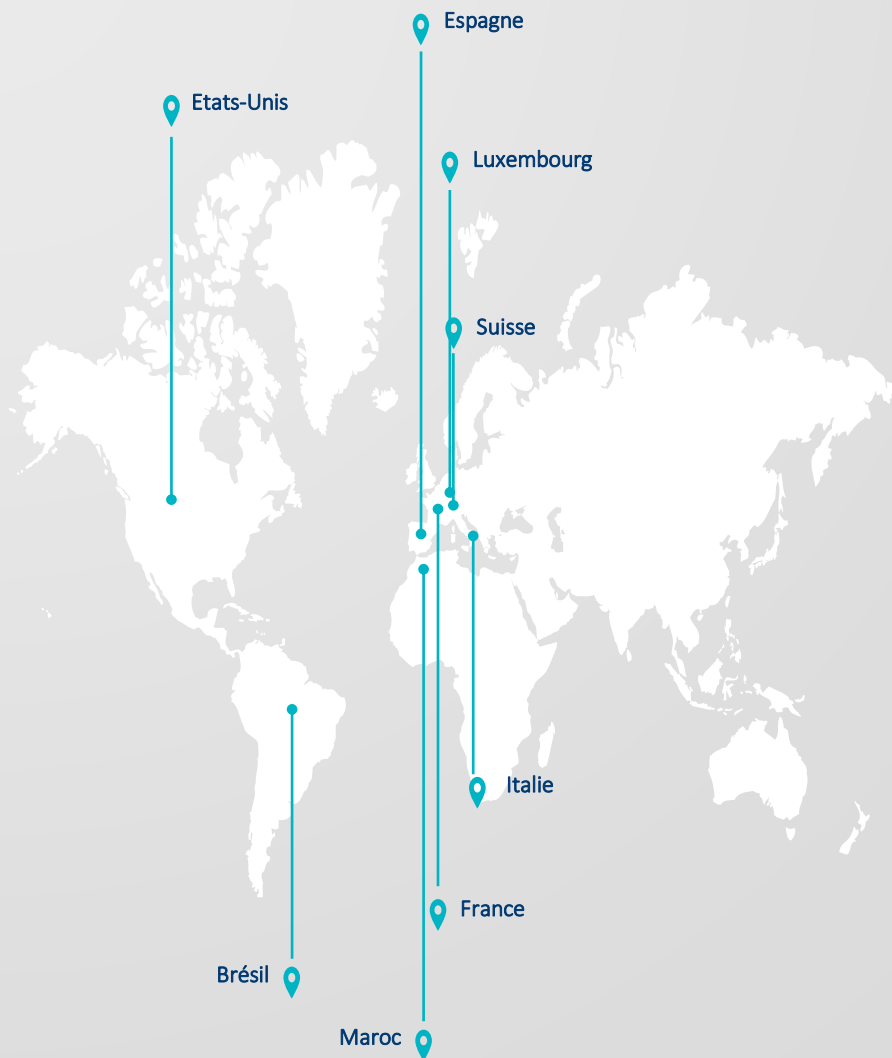 Espagne
Etats-Unis
Luxembourg
Suisse
Italie
France
Brésil
Maroc